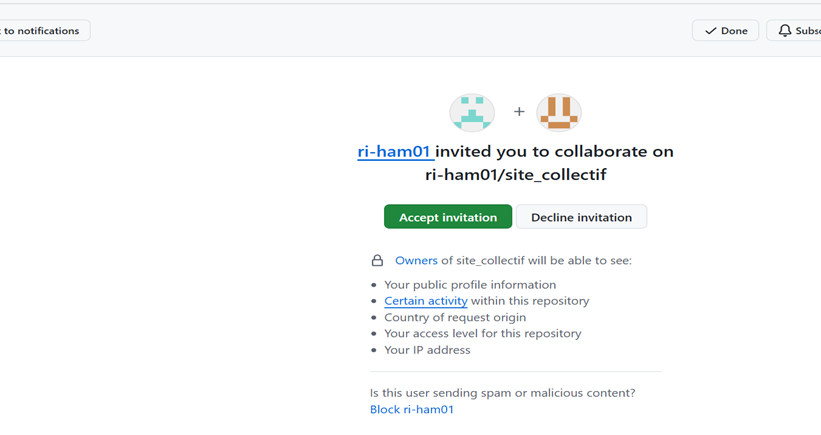 to notifications
Done
ri-ham01 invited you to collaborate on
ri-ham01/site_collectif
Accept invitation
Decline invitation
Owners of site_collectif will be able to see:
Your public profile information
Certain activity within this repository
Country of request origin
Your access level for this repository
Your IP address
Is this user sending spam or malicious content?
Block ri-ham01